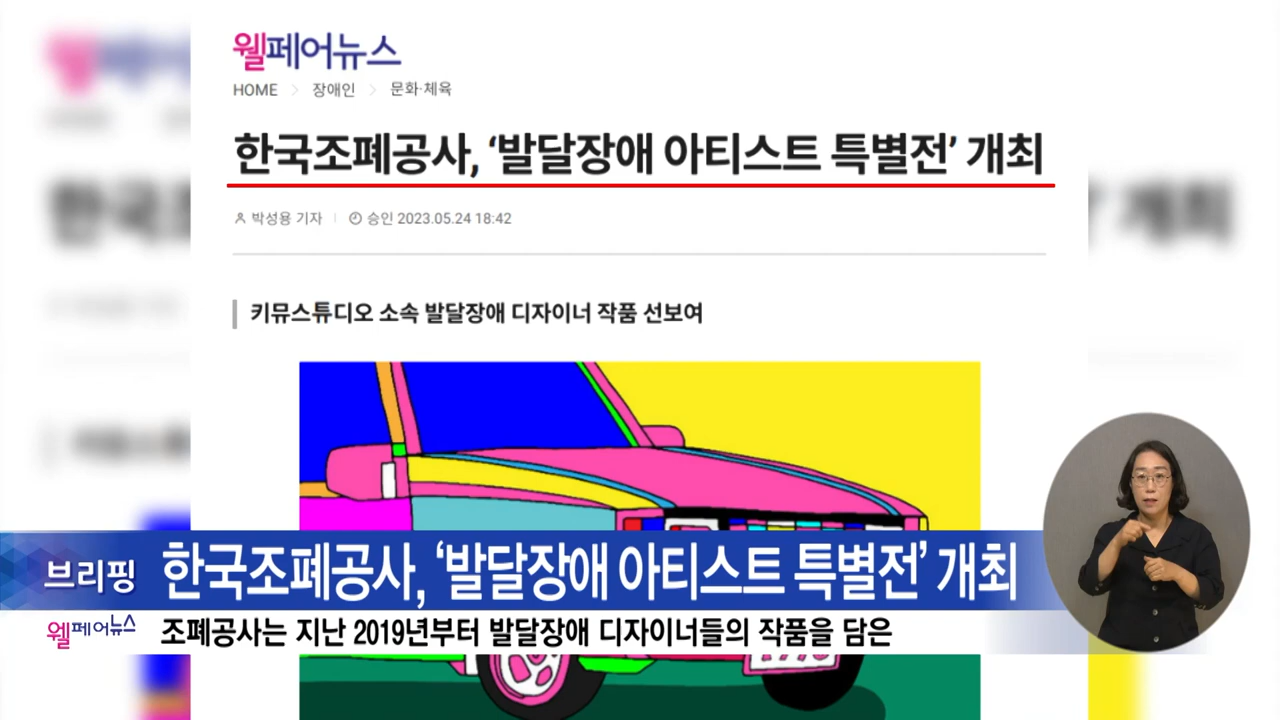 웰페어뉴스
HOME > 장애인 > 문화·체육
한국조폐공사, ‘발달장애 아티스트 특별전’ 개최
박성용 기자 | 승인 2023.05.24 18:42
키뮤스튜디오 소속 발달장애 디자이너 작품 선보여
브리핑 한국조폐공사, ‘발달장애 아티스트 특별전’ 개최
웰페어뉴스 조폐공사는 지난 2019년부터 발달장애 디자이너들의 작품을 담은